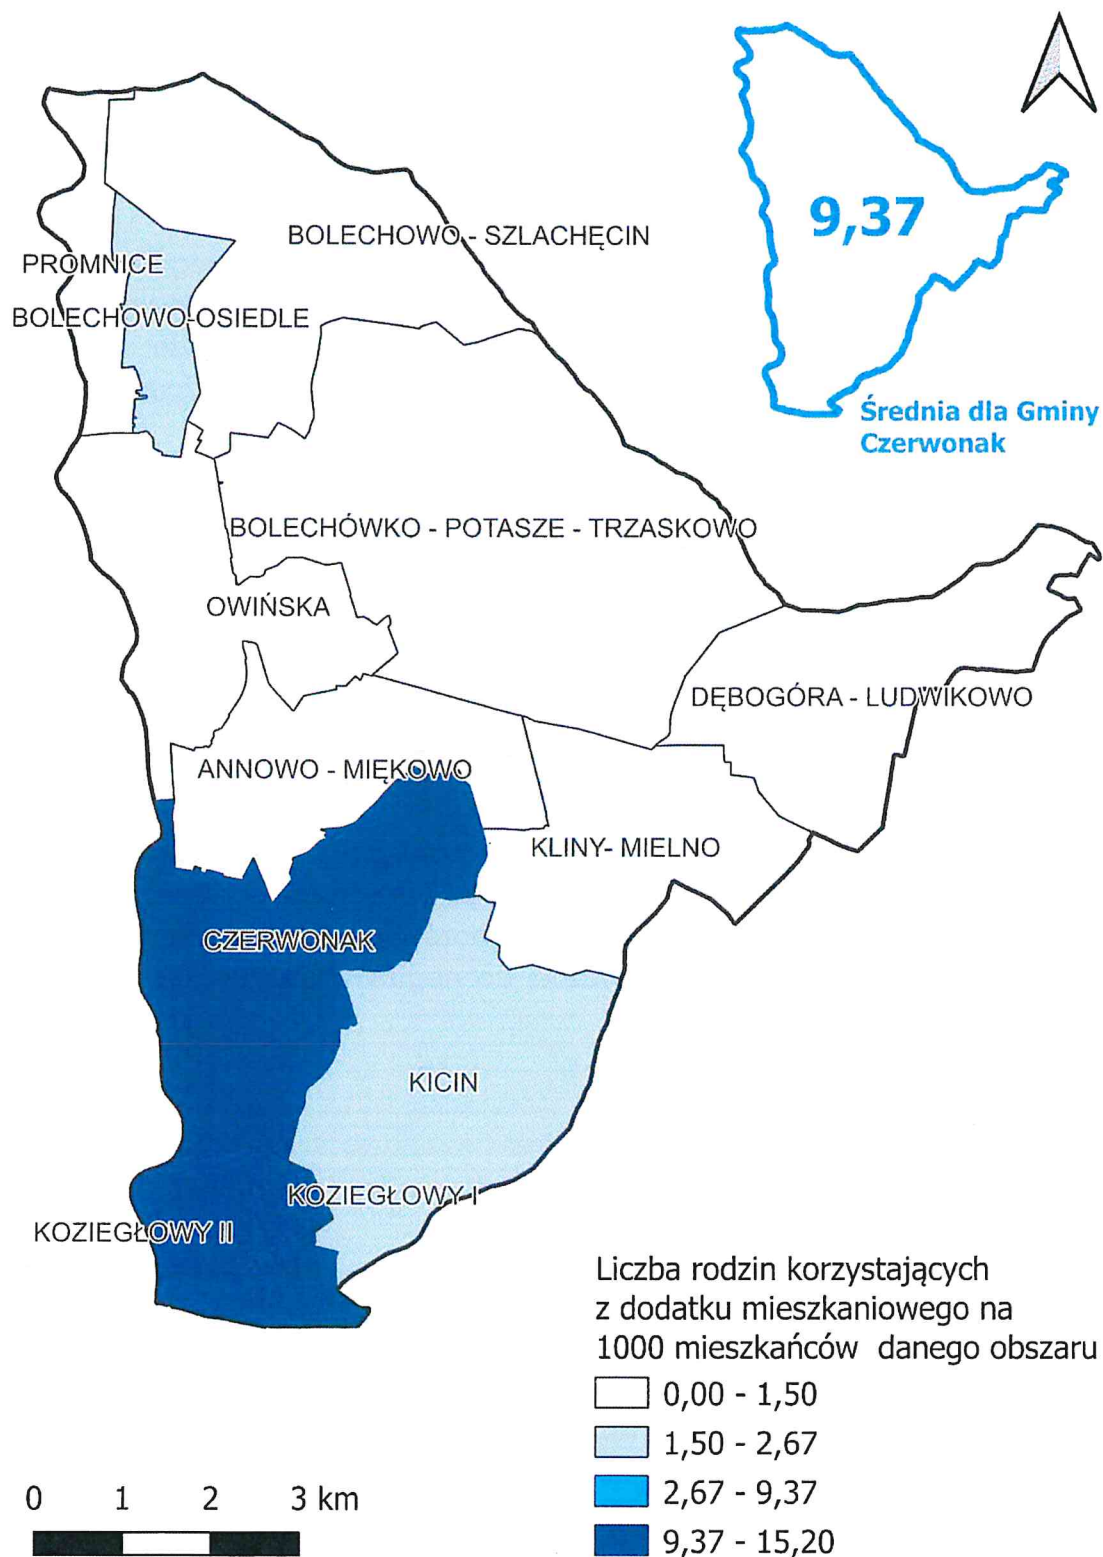 9,37
Średnia dla Gminy
Czerwonak
BOLECHOWO - SZLACHĘCIN
PROMNICE
BOLECHOWO-OSIEDLE
BOLECHÓWKO - POTASZE - TRZASKOWO
OWIŃSKA
DĘBOGÓRA - LUDWIKOWO
ANNOWO - MIĘKOWO
KLINY- MIELNO
CZERWONAK
KICIN
KOZIEGŁOWY I
KOZIEGŁOWY II
Liczba rodzin korzystających
z dodatku mieszkaniowego na
1000 mieszkańców danego obszaru
0,00 - 1,50
1,50 - 2,67
2,67 - 9,37
9,37 - 15,20
0 1 2 3 km